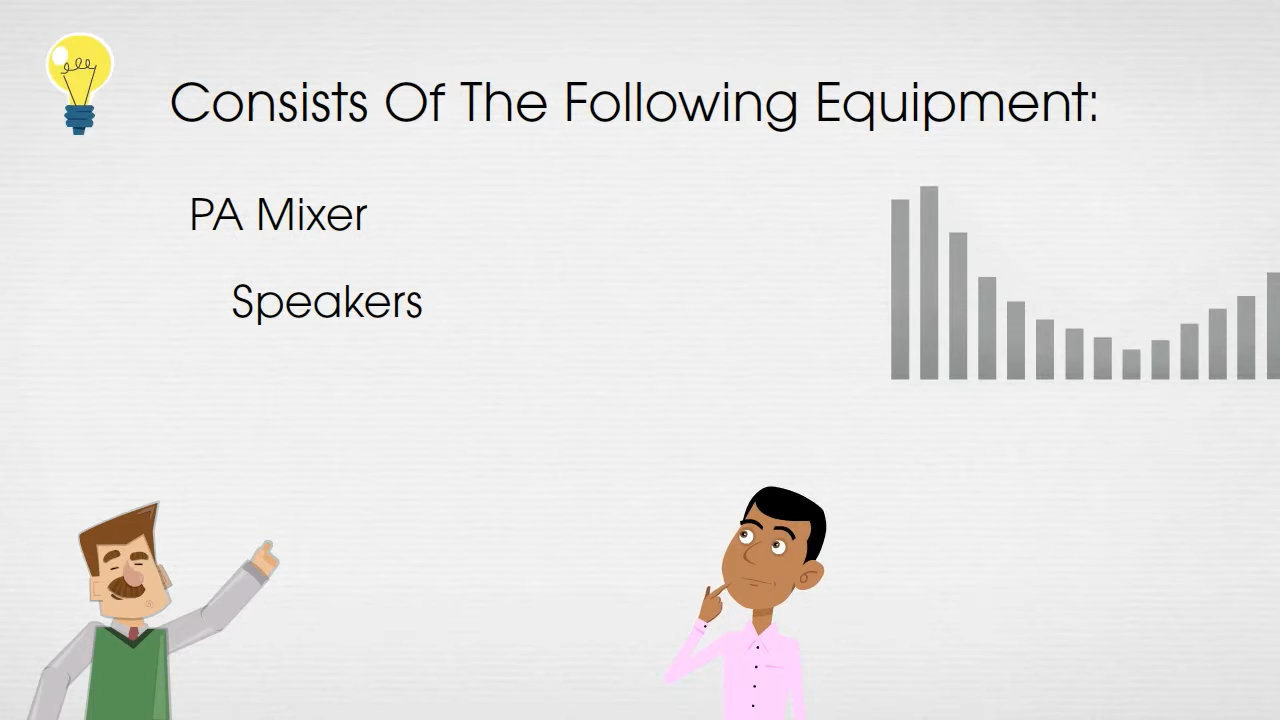 Consists Of The Following Equipment:
PA Mixer
Speakers